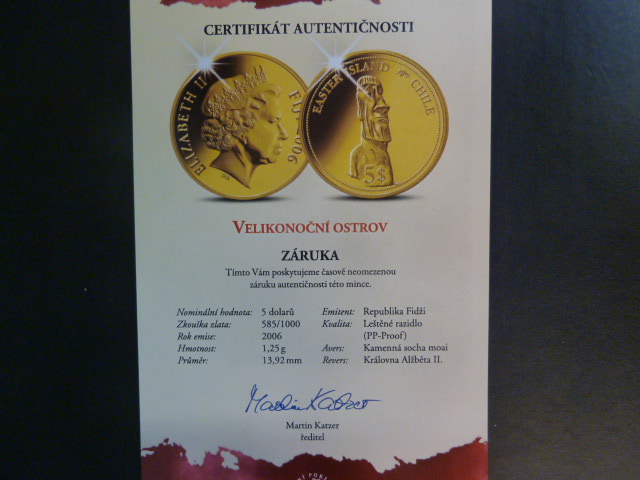 CERTIFIKÁT AUTENTIČNOSTI
ELIZABETH II
2006
EASTER ISLAND CHILE
5$
VELIKONOČNÍ OSTROV
ZÁRUKA
Tímto Vám poskytujeme časově neomezenou
záruku autentičnosti této mince.
Nominální hodnota: 5 dolarů Emitent: Republika Fidži
Zkouška zlata: 585/1000 Kvalita: Leštěné razidlo
Rok emise: 2006 (PP-Proof)
Hmotnost: 1,25 g Avers: Kamenná socha moai
Průměr: 13,92 mm Revers: Královna Alžběta II.
Martin Katzer
Martin Katzer
ředitel